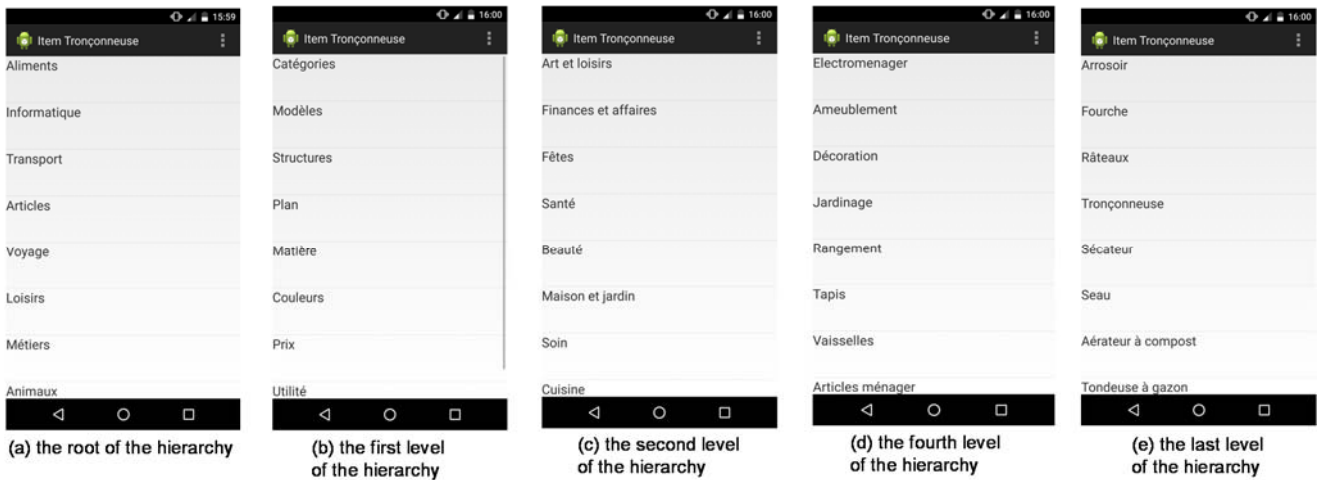 15:59
Item Tronçonneuse
Aliments
Informatique
Transport
Articles
Voyage
Loisirs
Métiers
Animaux
(a) the root of the hierarchy
16:00
Item Tronçonneuse
Catégories
Modèles
Structures
Plan
Matière
Couleurs
Prix
Utilité
(b) the first level
of the hierarchy
16:00
Item Tronçonneuse
Art et loisirs
Finances et affaires
Fêtes
Santé
Beauté
Maison et jardin
Soin
Cuisine
(c) the second level
of the hierarchy
16:00
Item Tronçonneuse
Electromenager
Ameublement
Décoration
Jardinage
Rangement
Tapis
Vaisselles
Articles ménager
(d) the fourth level
of the hierarchy
16:00
Item Tronçonneuse
Arrosoir
Fourche
Râteaux
Tronçonneuse
Sécateur
Seau
Aérateur à compost
Tondeuse à gazon
(e) the last level
of the hierarchy